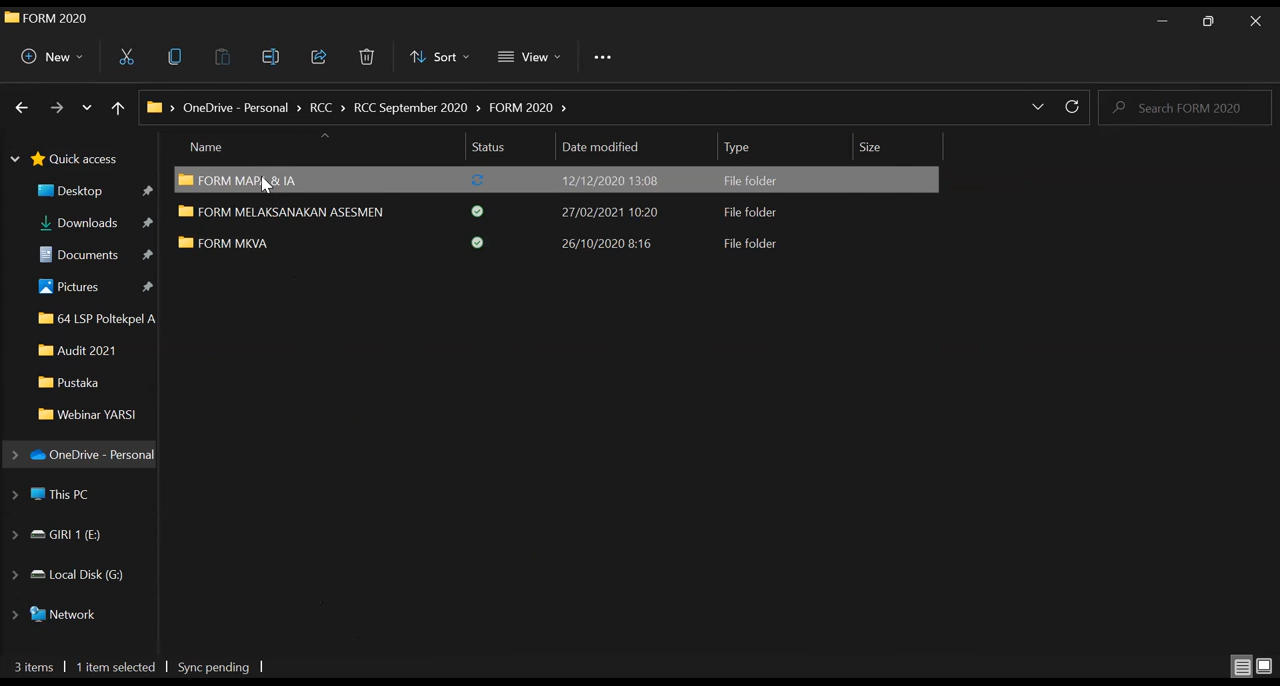 FORM 2020
New
Sort
View
OneDrive - Personal > RCC > RCC September 2020 > FORM 2020 >
Search FORM 2020
Name Status Date modified Type Size
FORM MAPA & IA 12/12/2020 13:08 File folder
FORM MELAKSANAKAN ASESMEN 27/02/2021 10:20 File folder
FORM MKVA 26/10/2020 8:16 File folder
Quick access
Desktop
Downloads
Documents
Pictures
64 LSP Poltekpel A
Audit 2021
Pustaka
Webinar YARSI
OneDrive - Personal
This PC
GIRI 1 (E:)
Local Disk (G:)
Network
3 items 1 item selected Sync pending